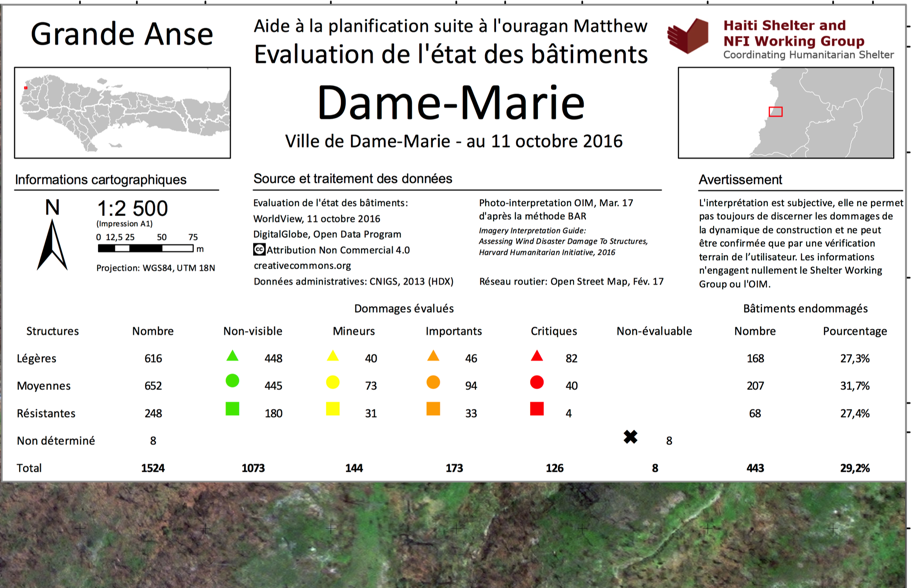 Grande Anse
Aide à la planification suite à l'ouragan Matthew
Evaluation de l'état des bâtiments
Dame-Marie
Ville de Dame-Marie - au 11 octobre 2016
Haiti Shelter and
NFI Working Group
Coordinating Humanitarian Shelter
Informations cartographiques
N
1:2 500
(Impression A1)
0 12,5 25 50 75
m
Projection: WGS84, UTM 18N
Source et traitement des données
Evaluation de l'état des bâtiments:
WorldView, 11 octobre 2016
DigitalGlobe, Open Data Program
cc Attribution Non Commercial 4.0
creativecommons.org
Données administratives: CNIGS, 2013 (HDX)
Photo-interpretation OIM, Mar. 17
d'après la méthode BAR
Imagery Interpretation Guide:
Assessing Wind Disaster Damage To Structures,
Harvard Humanitarian Initiative, 2016
Réseau routier: Open Street Map, Fév. 17
Avertissement
L'interprétation est subjective, elle ne permet
pas toujours de discerner les dommages de
la dynamique de construction et ne peut
être confirmée que par une vérification
terrain de l'utilisateur. Les informations
n'engagent nullement le Shelter Working
Group ou l'OIM.
Dommages évalués Bâtiments endommagés
Structures Nombre Non-visible Mineurs Importants Critiques Non-évaluable Nombre Pourcentage
Légères 616 448 40 46 82 168 27,3%
Moyennes 652 445 73 94 40 207 31,7%
Résistantes 248 180 31 33 4 68 27,4%
Non déterminé 8 8
Total 1524 1073 144 173 126 8 443 29,2%